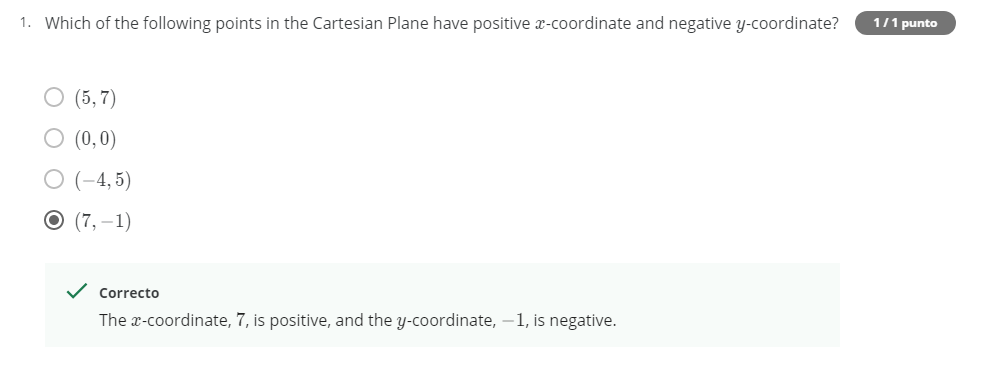 1. Which of the following points in the Cartesian Plane have positive x-coordinate and negative y-coordinate? 1 / 1 punto
(5, 7)
(0, 0)
(−4, 5)
(7, −1)
Correcto
The x-coordinate, 7, is positive, and the y-coordinate, −1, is negative.